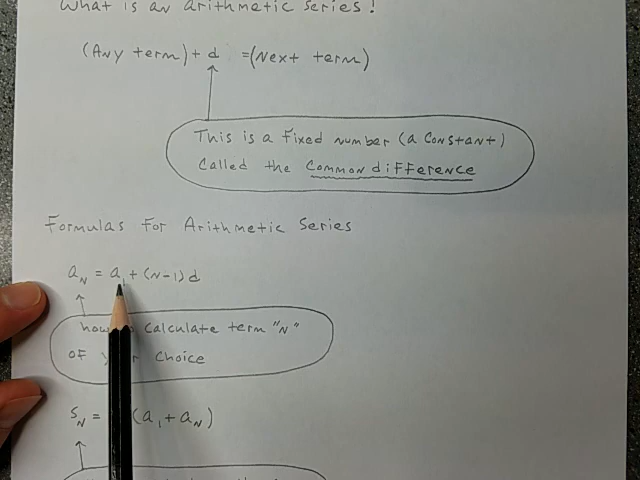 What is an Arithmetic Series?
(Any term) + d = (Next term)
This is a fixed number (a constant)
called the common difference
Formulas for Arithmetic Series
aN = a1 + (N-1)d
how calculate term "N"
of choice
SN = (a1 + aN)